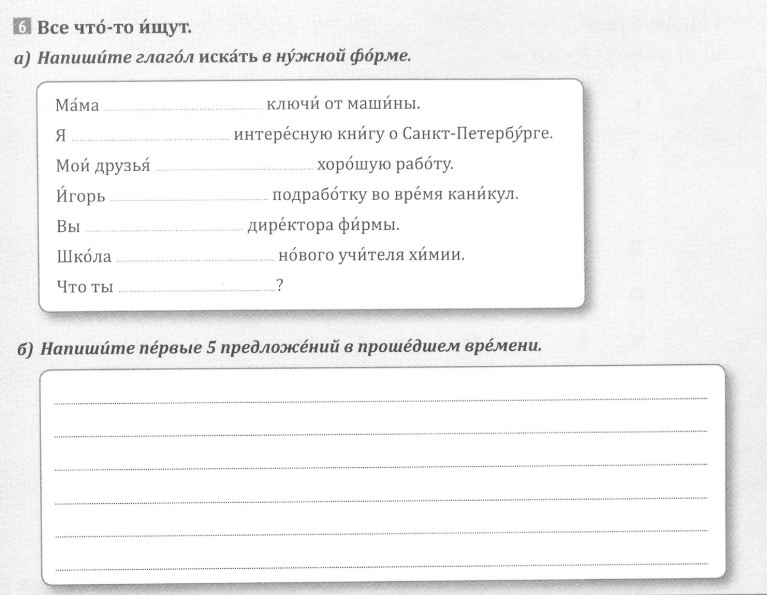 6 Все что́-то и́щут.
а) Напиши́те глаго́л иска́ть в ну́жной фо́рме.
Ма́ма ........................ ключи́ от маши́ны.
Я ........................ интере́сную кни́гу о Санкт-Петербу́рге.
Мои́ друзья́ ........................ хоро́шую рабо́ту.
И́горь ........................ подрабо́тку во вре́мя кани́кул.
Вы ........................ дире́ктора фи́рмы.
Шко́ла ........................ но́вого учи́теля хи́мии.
Что ты ........................?
б) Напиши́те пе́рвые 5 предложе́ний в проше́дшем вре́мени.